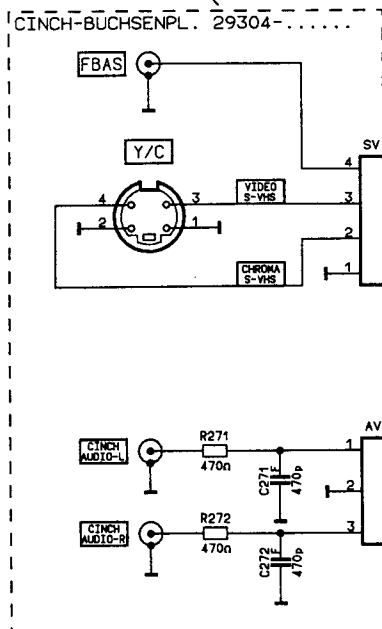 CINCH-BUCHSENPL. 29304-......
FBAS
SV
Y/C
4
4
3
VIDEO
S-VHS
3
2
1
2
CHROMA
S-VHS
1
AV
CINCH
AUDIO-L
R271
470Ω
1
C271
F
470p
2
CINCH
AUDIO-R
R272
470Ω
3
C272
F
470p